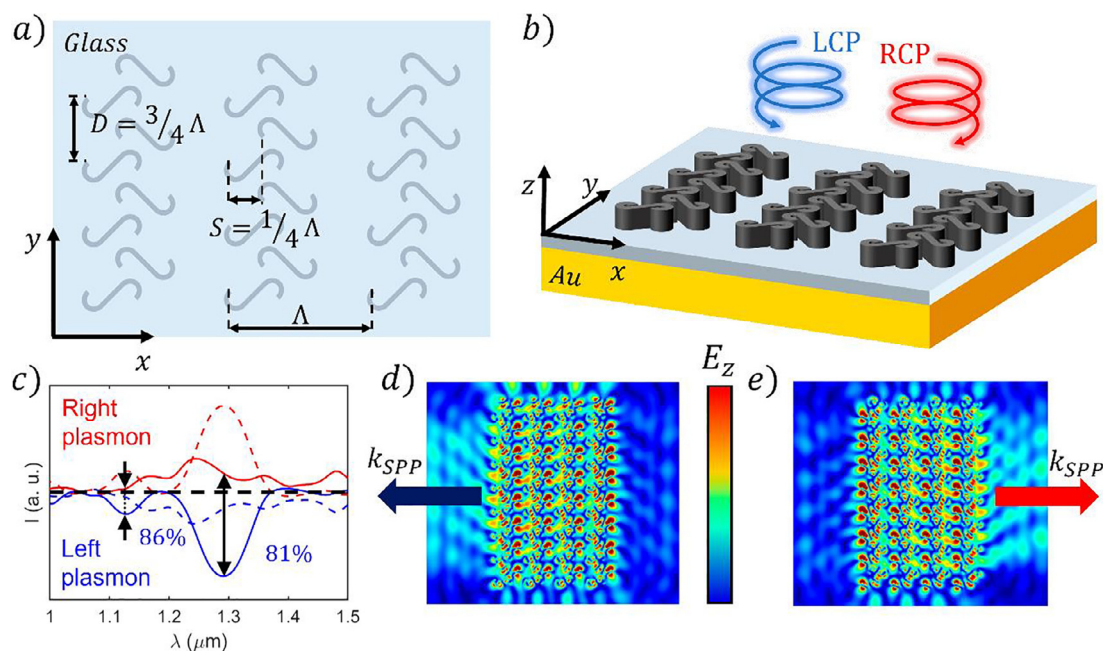 a)
Glass
D = 3/4 Λ
S = 1/4 Λ
Λ
y
x
b)
LCP
RCP
z
y
x
Au
c)
Right
plasmon
Left
plasmon
86%
81%
I (a. u.)
1 1.1 1.2 1.3 1.4 1.5
λ (μm)
d)
k_SPP
E_z
e)
k_SPP